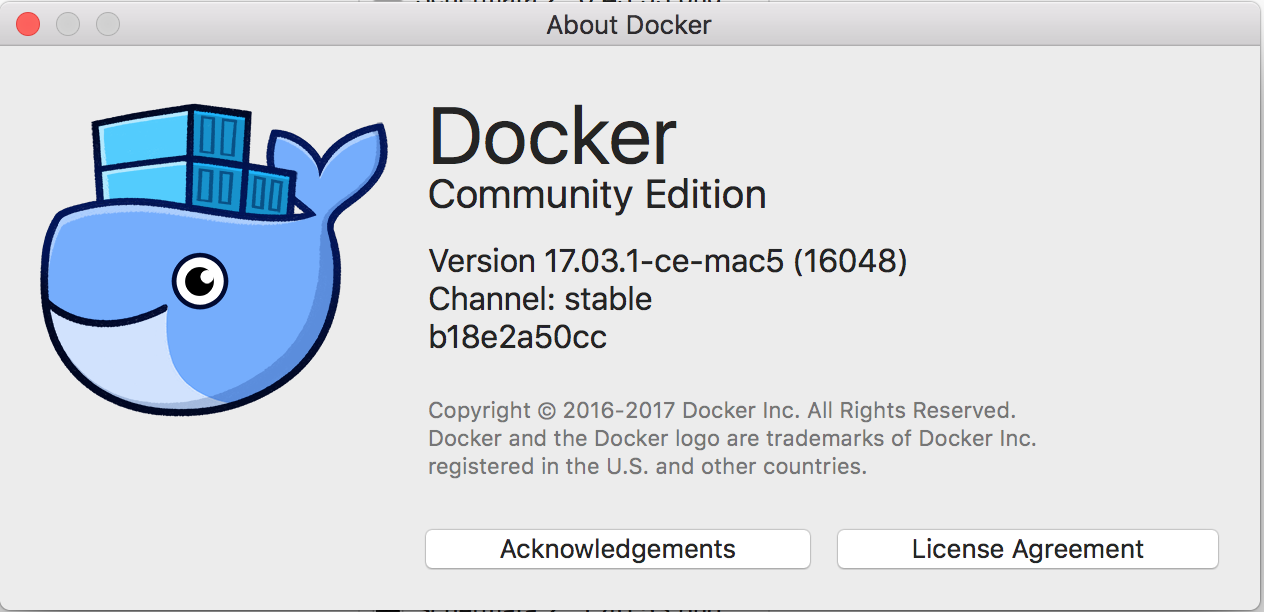 About Docker
Docker
Community Edition
Version 17.03.1-ce-mac5 (16048)
Channel: stable
b18e2a50cc
Copyright © 2016-2017 Docker Inc. All Rights Reserved.
Docker and the Docker logo are trademarks of Docker Inc.
registered in the U.S. and other countries.
Acknowledgements
License Agreement